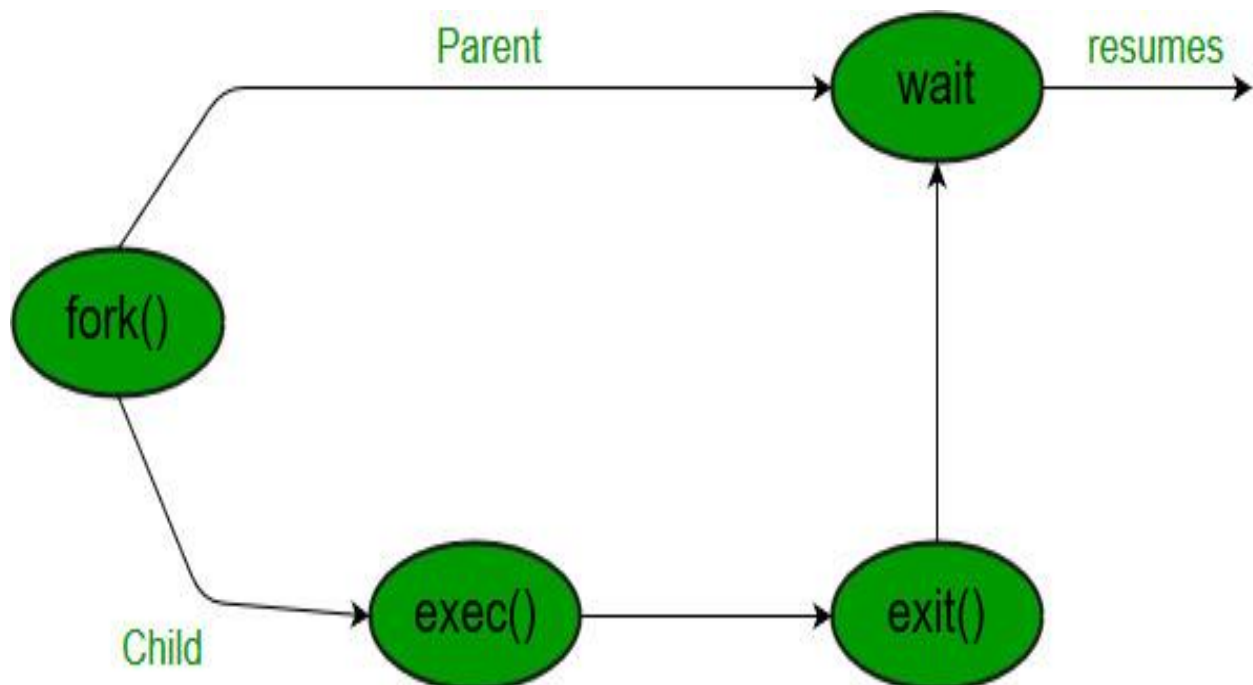 Parent
wait
resumes
fork()
Child
exec()
exit()